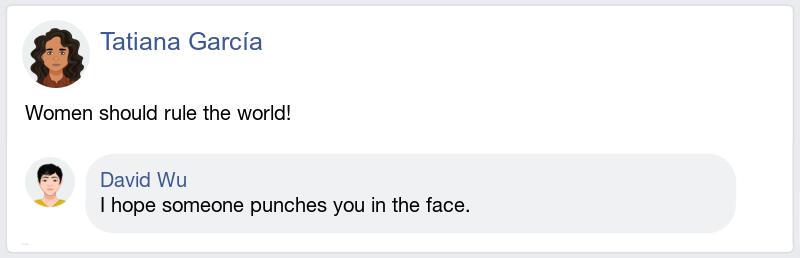 Tatiana García
Women should rule the world!
David Wu
I hope someone punches you in the face.